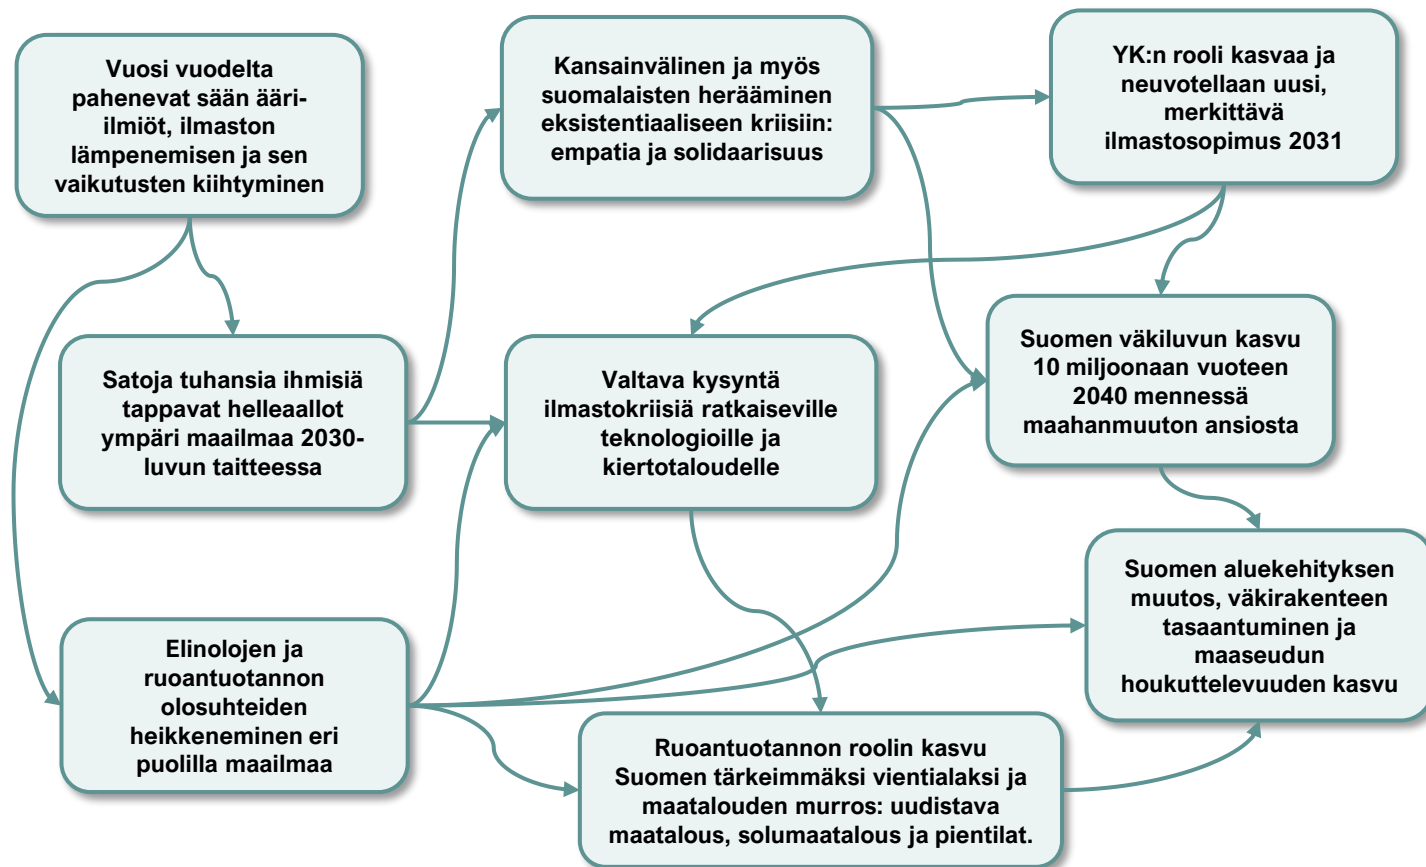 Vuosi vuodelta
pahenevat sään ääri-
ilmiöt, ilmaston
lämpenemisen ja sen
vaikutusten kiihtyminen
Kansainvälinen ja myös
suomalaisten herääminen
eksistentiaaliseen kriisiin:
empatia ja solidaarisuus
YK:n rooli kasvaa ja
neuvotellaan uusi,
merkittävä
ilmastosopimus 2031
Satoja tuhansia ihmisiä
tappavat helleaallot
ympäri maailmaa 2030-
luvun taitteessa
Valtava kysyntä
ilmastokriisiä ratkaiseville
teknologioille ja
kiertotaloudelle
Suomen väkiluvun kasvu
10 miljoonaan vuoteen
2040 mennessä
maahanmuuton ansiosta
Elinolojen ja
ruoantuotannon
olosuhteiden
heikkeneminen eri
puolilla maailmaa
Suomen aluekehityksen
muutos, väkirakenteen
tasaantuminen ja
maaseudun
houkuttelevuuden kasvu
Ruoantuotannon roolin kasvu
Suomen tärkeimmäksi vientialaksi ja
maatalouden murros: uudistava
maatalous, solumaatalous ja pientilat.